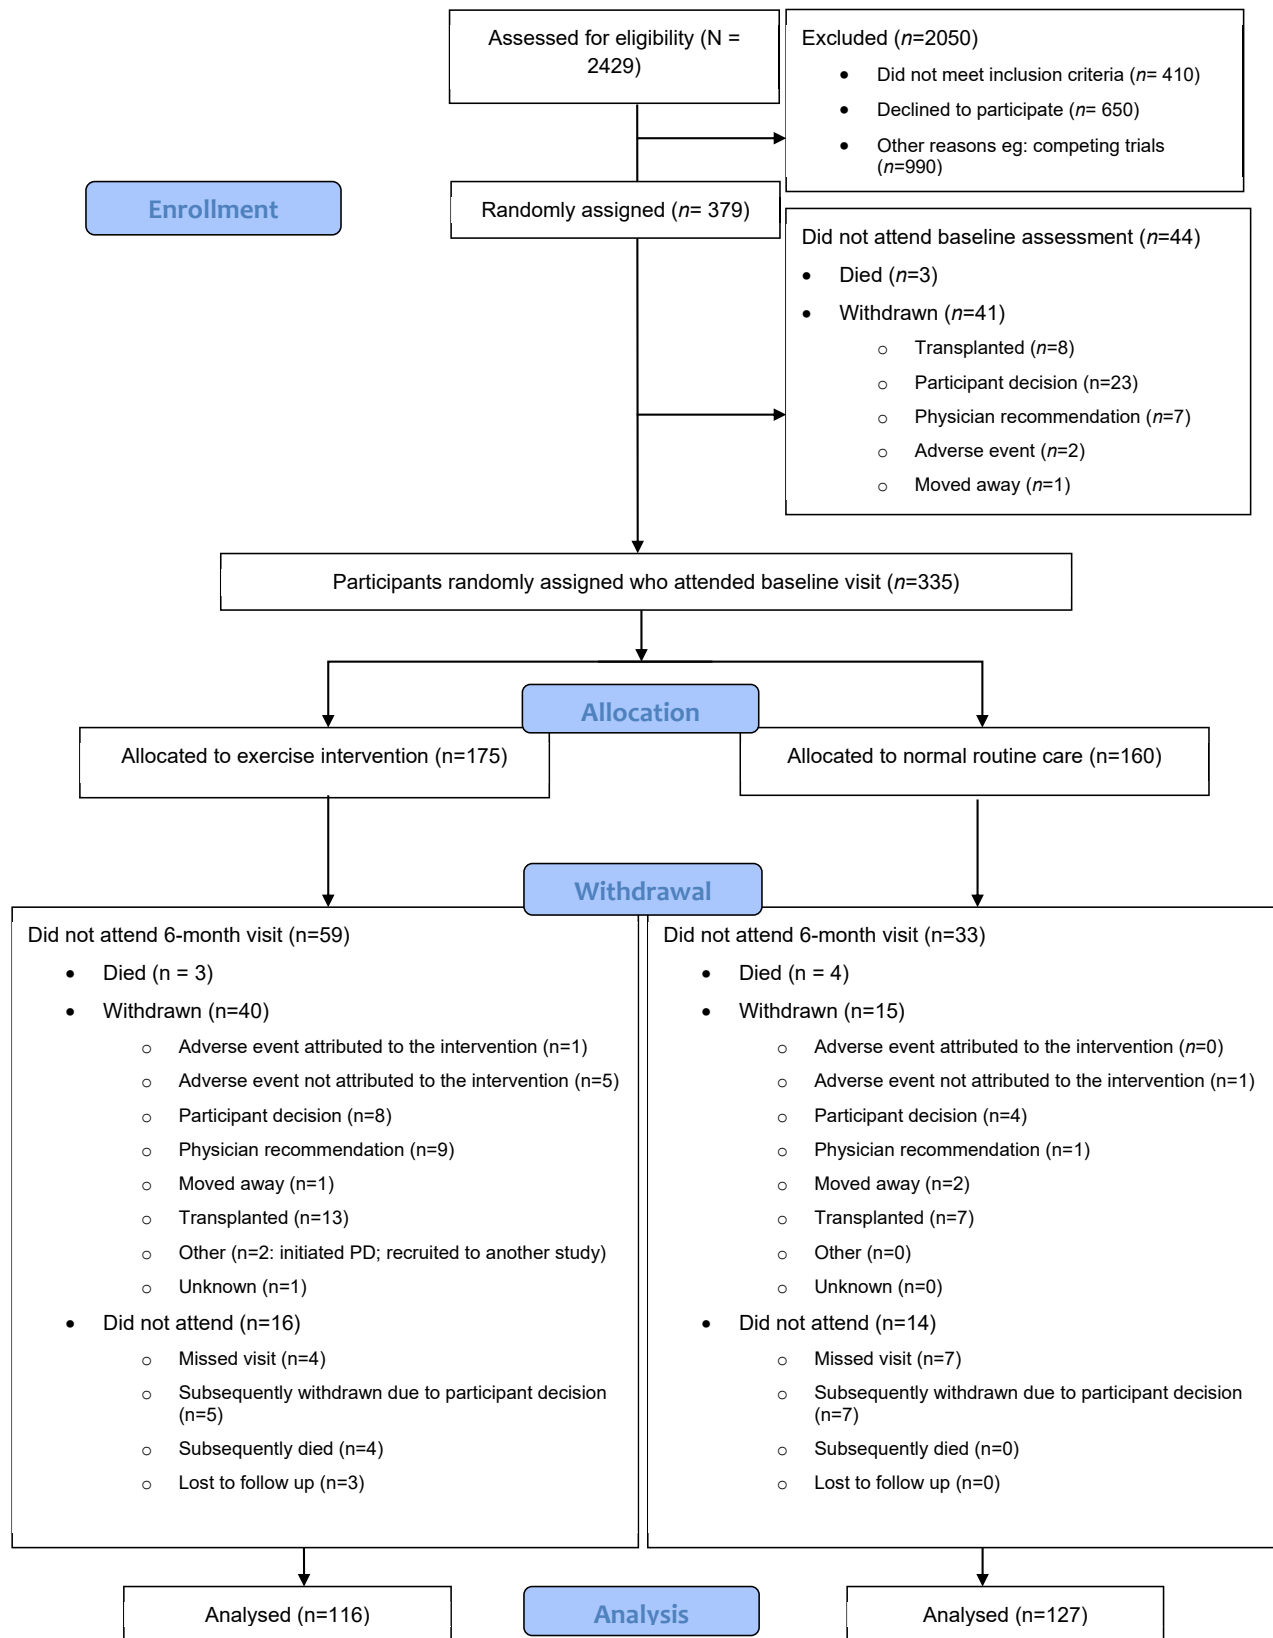 Assessed for eligibility (N =
2429)
Excluded (n=2050)
• Did not meet inclusion criteria (n= 410)
• Declined to participate (n= 650)
• Other reasons eg: competing trials
(n=990)
Enrollment
Randomly assigned (n= 379)
Did not attend baseline assessment (n=44)
• Died (n=3)
• Withdrawn (n=41)
o Transplanted (n=8)
o Participant decision (n=23)
o Physician recommendation (n=7)
o Adverse event (n=2)
o Moved away (n=1)
Participants randomly assigned who attended baseline visit (n=335)
Allocation
Allocated to exercise intervention (n=175)
Allocated to normal routine care (n=160)
Withdrawal
Did not attend 6-month visit (n=59)
• Died (n = 3)
• Withdrawn (n=40)
o Adverse event attributed to the intervention (n=1)
o Adverse event not attributed to the intervention (n=5)
o Participant decision (n=8)
o Physician recommendation (n=9)
o Moved away (n=1)
o Transplanted (n=13)
o Other (n=2: initiated PD; recruited to another study)
o Unknown (n=1)
• Did not attend (n=16)
o Missed visit (n=4)
o Subsequently withdrawn due to participant decision
(n=5)
o Subsequently died (n=4)
o Lost to follow up (n=3)
Did not attend 6-month visit (n=33)
• Died (n = 4)
• Withdrawn (n=15)
o Adverse event attributed to the intervention (n=0)
o Adverse event not attributed to the intervention (n=1)
o Participant decision (n=4)
o Physician recommendation (n=1)
o Moved away (n=2)
o Transplanted (n=7)
o Other (n=0)
o Unknown (n=0)
• Did not attend (n=14)
o Missed visit (n=7)
o Subsequently withdrawn due to participant decision
(n=7)
o Subsequently died (n=0)
o Lost to follow up (n=0)
Analysed (n=116)
Analysis
Analysed (n=127)